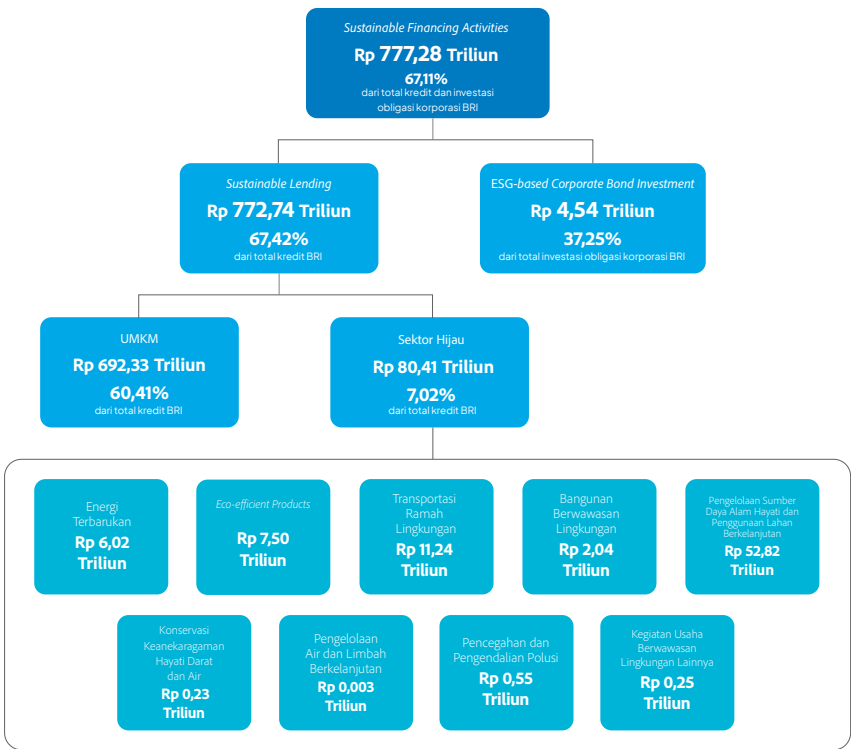 Sustainable Financing Activities
Rp 777,28 Triliun
67,11%
dari total kredit dan investasi
obligasi korporasi BRI
Sustainable Lending
Rp 772,74 Triliun
67,42%
dari total kredit BRI
ESG-based Corporate Bond Investment
Rp 4,54 Triliun
37,25%
dari total investasi obligasi korporasi BRI
UMKM
Rp 692,33 Triliun
60,41%
dari total kredit BRI
Sektor Hijau
Rp 80,41 Triliun
7,02%
dari total kredit BRI
Energi
Terbarukan
Rp 6,02
Triliun
Eco-efficient Products
Rp 7,50
Triliun
Transportasi
Ramah
Lingkungan
Rp 11,24
Triliun
Bangunan
Berwawasan
Lingkungan
Rp 2,04
Triliun
Pengelolaan Sumber
Daya Alam Hayati dan
Penggunaan Lahan
Berkelanjutan
Rp 52,82
Triliun
Konservasi
Keanekaragaman
Hayati Darat
dan Air
Rp 0,23
Triliun
Pengelolaan
Air dan Limbah
Berkelanjutan
Rp 0,003
Triliun
Pencegahan dan
Pengendalian Polusi
Rp 0,55
Triliun
Kegiatan Usaha
Berwawasan
Lingkungan Lainnya
Rp 0,25
Triliun